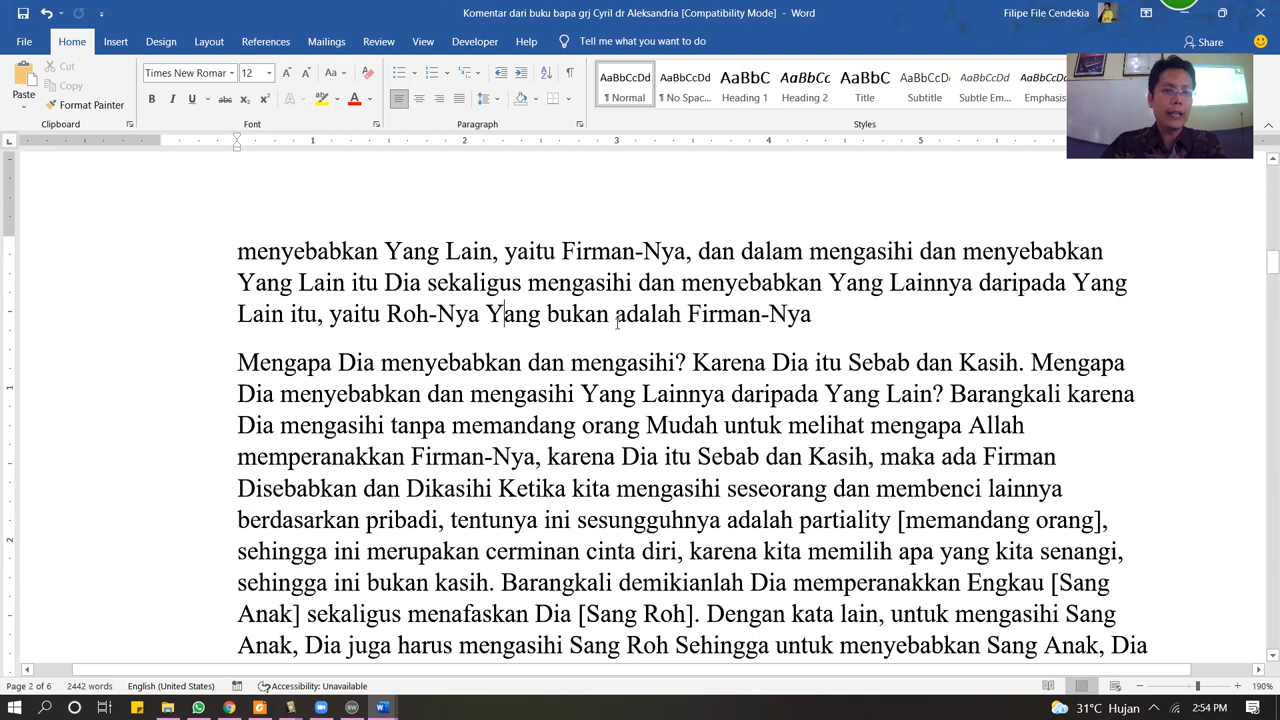 Komentar dari buku bapa grj Cyril dr Aleksandria [Compatibility Mode] - Word
Filipe File Cendekia
File Home Insert Design Layout References Mailings Review View Developer Help Tell me what you want to do Share
Paste
Cut
Copy
Format Painter
Times New Romar 12
AaBbCcDd AaBbCcDd AaBbC AaBbCc AaBbC AaBbCcD AaBbCcDd AaBbCcDd
¶ Normal ¶ No Spac... Heading 1 Heading 2 Title Subtitle Subtle Em... Emphasis
Clipboard Font Paragraph Styles
1 2 3 4 5
menyebabkan Yang Lain, yaitu Firman-Nya, dan dalam mengasihi dan menyebabkan
Yang Lain itu Dia sekaligus mengasihi dan menyebabkan Yang Lainnya daripada Yang
Lain itu, yaitu Roh-Nya Yang bukan adalah Firman-Nya
Mengapa Dia menyebabkan dan mengasihi? Karena Dia itu Sebab dan Kasih. Mengapa
Dia menyebabkan dan mengasihi Yang Lainnya daripada Yang Lain? Barangkali karena
Dia mengasihi tanpa memandang orang Mudah untuk melihat mengapa Allah
memperanakkan Firman-Nya, karena Dia itu Sebab dan Kasih, maka ada Firman
Disebabkan dan Dikasihi Ketika kita mengasihi seseorang dan membenci lainnya
berdasarkan pribadi, tentunya ini sesungguhnya adalah partiality [memandang orang],
sehingga ini merupakan cerminan cinta diri, karena kita memilih apa yang kita senangi,
sehingga ini bukan kasih. Barangkali demikianlah Dia memperanakkan Engkau [Sang
Anak] sekaligus menafaskan Dia [Sang Roh]. Dengan kata lain, untuk mengasihi Sang
Anak, Dia juga harus mengasihi Sang Roh Sehingga untuk menyebabkan Sang Anak, Dia
Page 2 of 6 2442 words English (United States) Accessibility: Unavailable 190%
31°C Hujan 2:54 PM